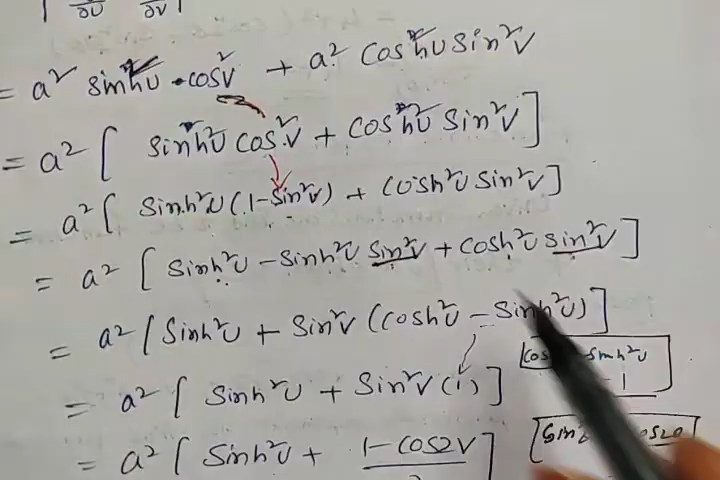 | ∂U ∂V |
= a² sinh²U · cos²V + a² cosh²U sin²V
= a² [ sinh²U cos²V + cosh²U sin²V ]
= a² [ sinh²U (1 - sin²V) + cosh²U sin²V ]
= a² [ sinh²U - sinh²U sin²V + cosh²U sin²V ]
= a² [ sinh²U + sin²V (cosh²U - sinh²U) ]
= a² [ sinh²U + sin²V (1) ]
sinh²U
1
= a² [ sinh²U + 1 - cos2V ]